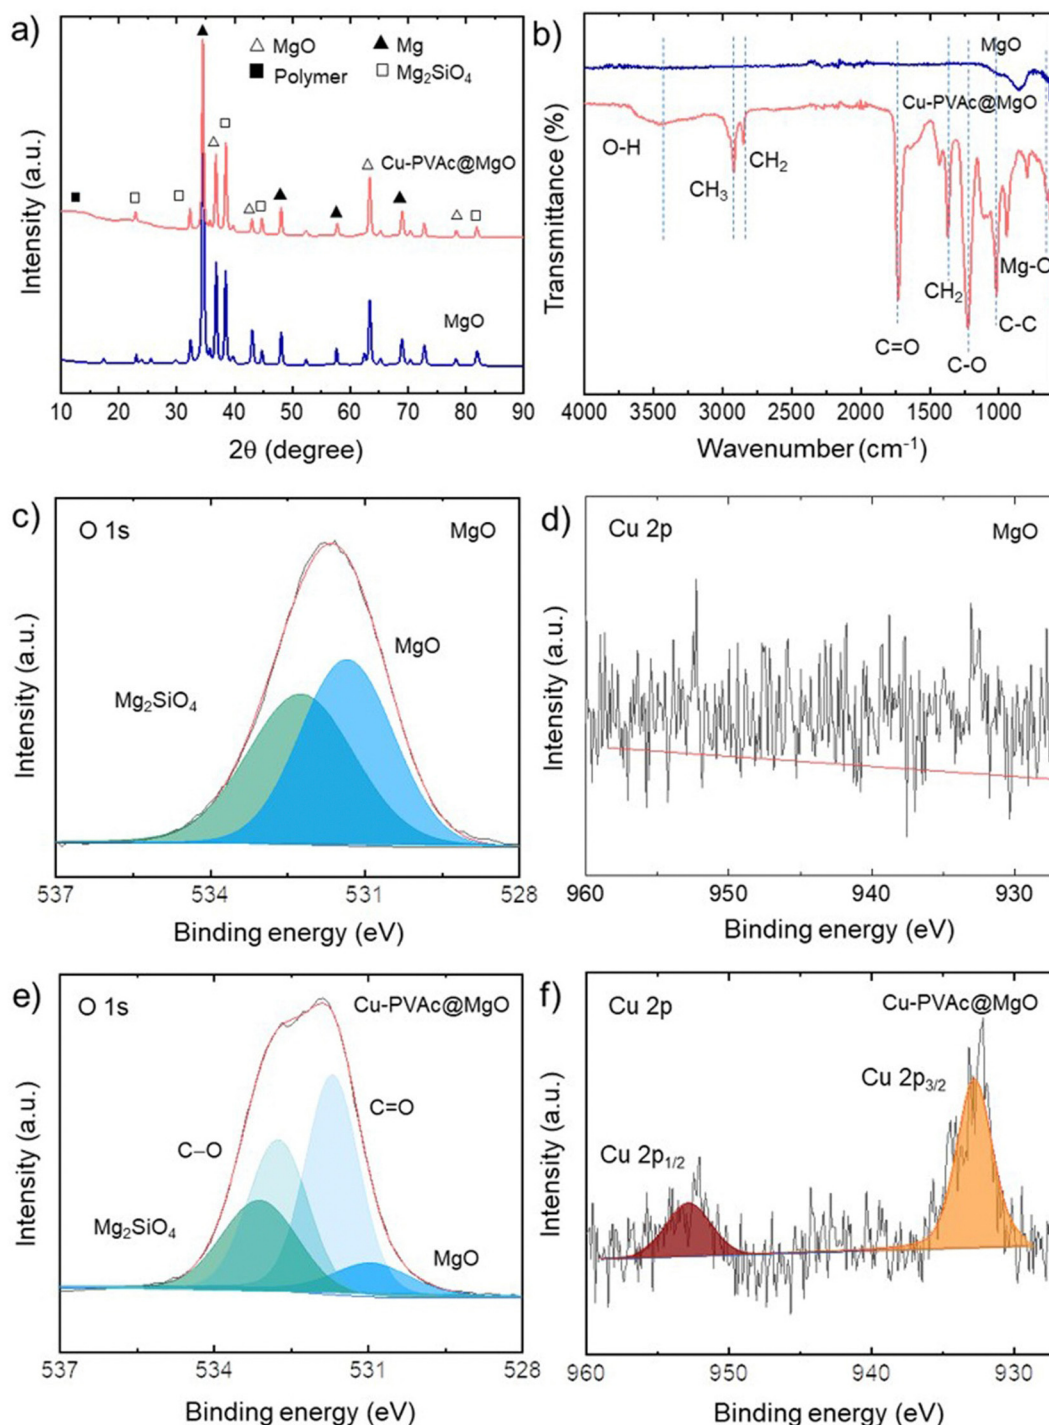 a)
△ MgO ▲ Mg
■ Polymer □ Mg₂SiO₄
Cu-PVAc@MgO
MgO
Intensity (a.u.)
10 20 30 40 50 60 70 80 90
2θ (degree)
b)
MgO
Cu-PVAc@MgO
O-H
CH₃
CH₂
C=O
CH₂
C-O
Mg-O
C-C
Transmittance (%)
4000 3500 3000 2500 2000 1500 1000
Wavenumber (cm⁻¹)
c)
O 1s
MgO
MgO
Mg₂SiO₄
Intensity (a.u.)
537 534 531 528
Binding energy (eV)
d)
Cu 2p
MgO
Intensity (a.u.)
960 950 940 930
Binding energy (eV)
e)
O 1s
Cu-PVAc@MgO
C=O
C–O
Mg₂SiO₄
MgO
Intensity (a.u.)
537 534 531 528
Binding energy (eV)
f)
Cu 2p
Cu-PVAc@MgO
Cu 2p₃/₂
Cu 2p₁/₂
Intensity (a.u.)
960 950 940 930
Binding energy (eV)